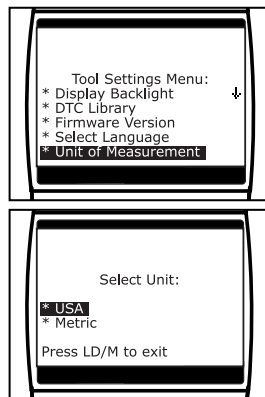 Tool Settings Menu:
* Display Backlight
* DTC Library
* Firmware Version
* Select Language
* Unit of Measurement
Select Unit:
* USA
* Metric
Press LD/M to exit